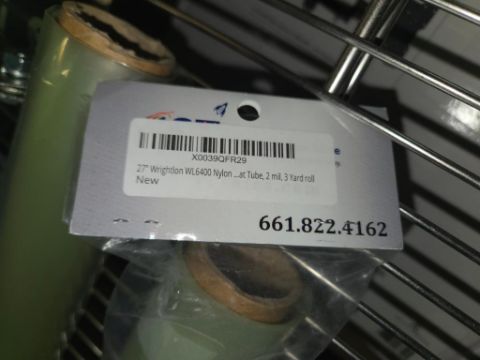 X0039QFR29
27" Wrightlon WL6400 Nylon ...at Tube, 2 mil, 3 Yard roll
New
661.822.4162